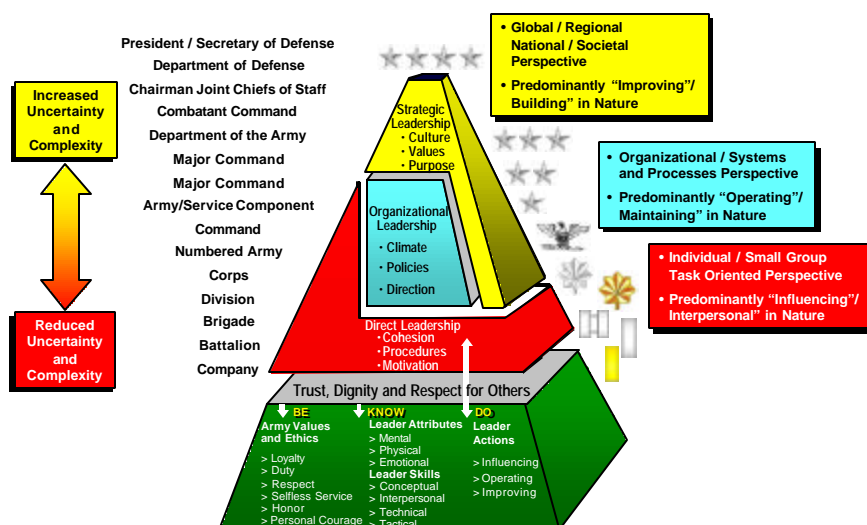 President / Secretary of Defense
Department of Defense
Chairman Joint Chiefs of Staff
Combatant Command
Department of the Army
Major Command
Major Command
Army/Service Component
Command
Numbered Army
Corps
Division
Brigade
Battalion
Company
Increased
Uncertainty
and
Complexity
Reduced
Uncertainty
and
Complexity
Strategic
Leadership
• Culture
• Values
• Purpose
Organizational
Leadership
• Climate
• Policies
• Direction
Direct Leadership
• Cohesion
• Procedures
• Motivation
• Global / Regional
National / Societal
Perspective
• Predominantly “Improving”/
Building” in Nature
• Organizational / Systems
and Processes Perspective
• Predominantly “Operating”/
Maintaining” in Nature
• Individual / Small Group
Task Oriented Perspective
• Predominantly “Influencing”/
Interpersonal” in Nature
Trust, Dignity and Respect for Others
BE
Army Values
and Ethics
> Loyalty
> Duty
> Respect
> Selfless Service
> Honor
> Personal Courage
KNOW
Leader Attributes
> Mental
> Physical
> Emotional
Leader Skills
> Conceptual
> Interpersonal
> Technical
> Tactical
DO
Leader
Actions
> Influencing
> Operating
> Improving